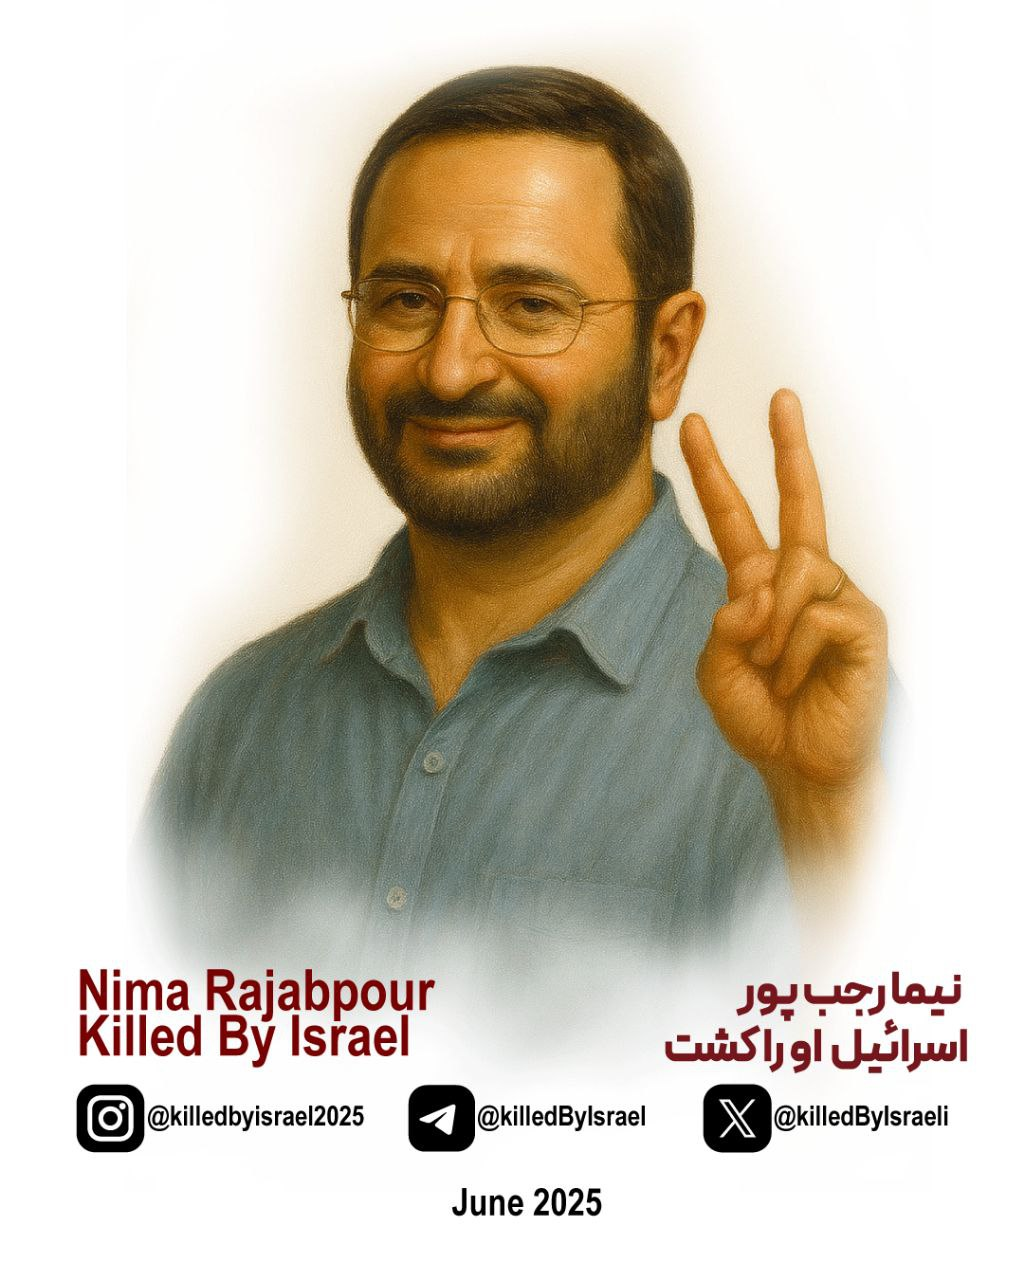 Nima Rajabpour
Killed By Israel
نیما رجب پور
اسرائیل او را کشت
@killedbyisrael2025
@killedByIsrael
@killedByIsraeli
June 2025